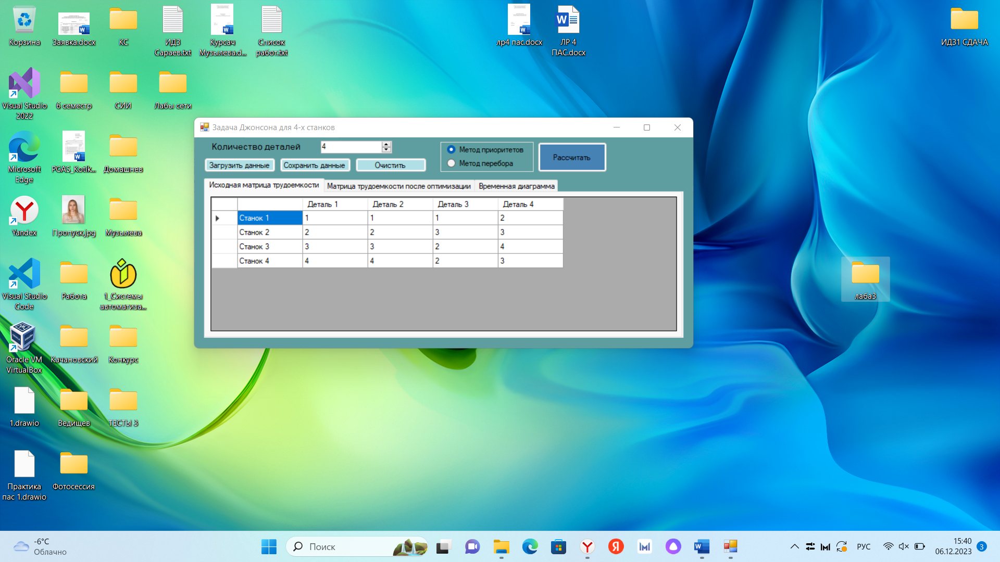 Корзина
Заявка.docx
КС
ИДЗ
Сараев.txt
Курсач
Музылева.d...
Список
работ.txt
лр4 пас.docx
ЛР 4
ПАС.docx
ИДЗ1 СДАЧА
Visual Studio
2022
6 семестр
СИИ
Лабы сети
Microsoft
Edge
PGAS_Kotik...
Домашнев
Yandex
Пропуск.jpg
Музылева
Visual Studio
Code
Работа
1_Системы
автоматиза...
Oracle VM
VirtualBox
Качановский
Конкурс
1.drawio
Ведищев
ТЕСТЫ 3
Практика
пас 1.drawio
Фотосессия
лаба3
Задача Джонсона для 4-х станков
Количество деталей 4
Метод приоритетов
Метод перебора
Рассчитать
Загрузить данные Сохранить данные Очистить
Исходная матрица трудоемкости Матрица трудоемкости после оптимизации Временная диаграмма
Деталь 1 Деталь 2 Деталь 3 Деталь 4
Станок 1 1 1 1 2
Станок 2 2 2 3 3
Станок 3 3 3 2 4
Станок 4 4 4 2 3
-6°C
Облачно
Поиск
РУС
15:40
06.12.2023
3